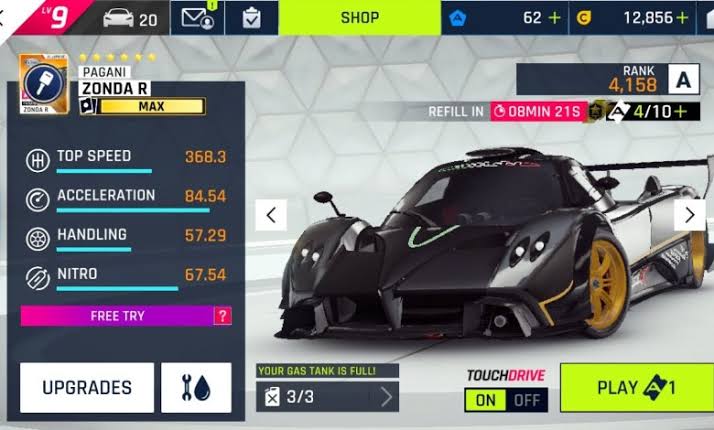 LV 9
20
SHOP
62 +
12,856 +
PAGANI
ZONDA R
MAX
ZONDA R
RANK
4,158 A
REFILL IN 08MIN 21S 4/10 +
TOP SPEED 368.3
ACCELERATION 84.54
HANDLING 57.29
NITRO 67.54
FREE TRY ?
UPGRADES
YOUR GAS TANK IS FULL!
3/3
TOUCHDRIVE
ON OFF
PLAY 1